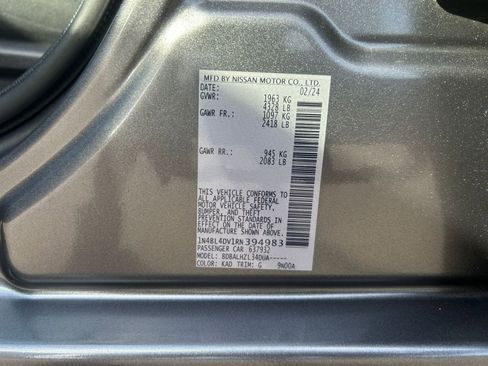 MFD BY NISSAN MOTOR CO., LTD.
DATE: 02/24
GVWR: 1963 KG
4328 LB
GAWR FR.: 1097 KG
2418 LB
GAWR RR.: 945 KG
2083 LB
THIS VEHICLE CONFORMS TO
ALL APPLICABLE FEDERAL
MOTOR VEHICLE SAFETY,
BUMPER, AND THEFT
PREVENTION STANDARDS IN
EFFECT ON THE DATE OF
MANUFACTURE SHOWN ABOVE.
1N4BL4DV1RN394983
PASSENGER CAR 637932
MODEL: BDBALHZL34DUA-----
COLOR: KAD TRIM: G 9N00A